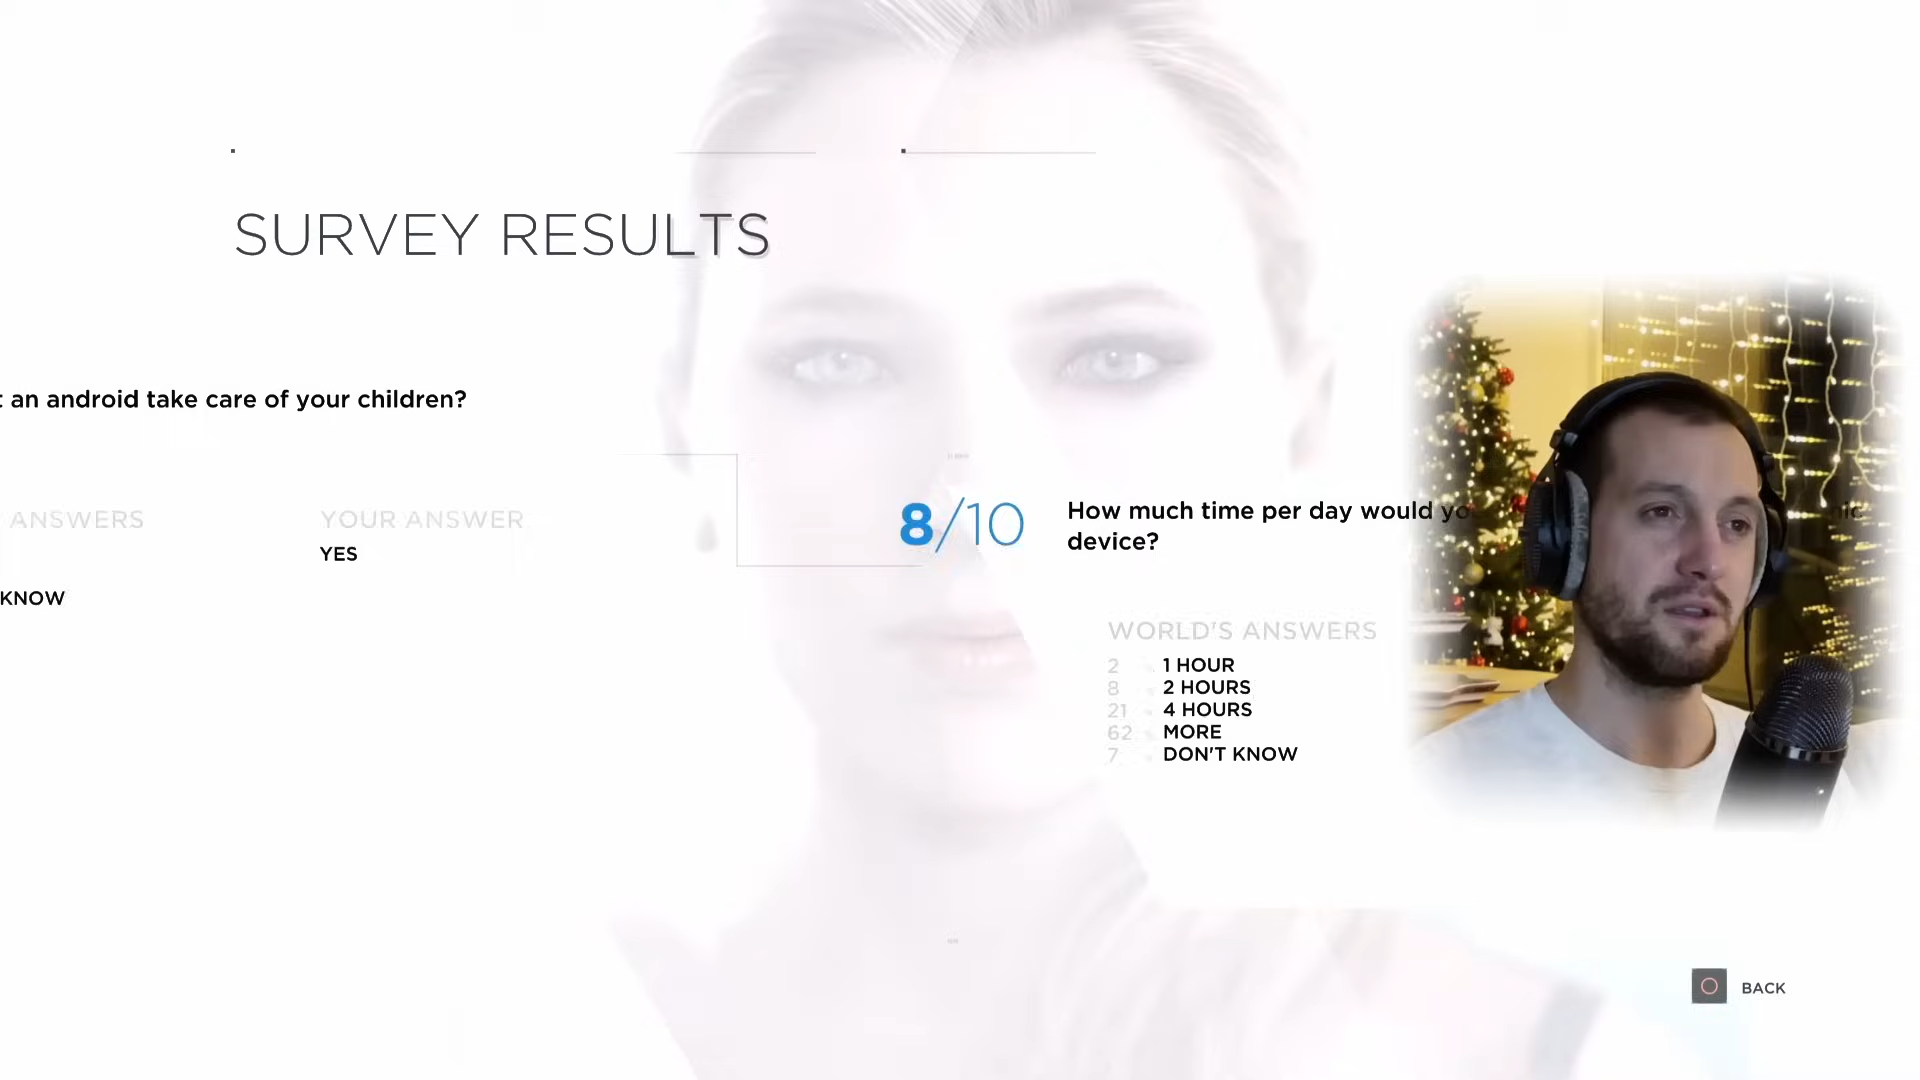 SURVEY RESULTS
an android take care of your children?
ANSWERS
YOUR ANSWER
YES
KNOW
8/10
How much time per day would yo
device?
WORLD'S ANSWERS
2 1 HOUR
8 2 HOURS
21 4 HOURS
62 MORE
7 DON'T KNOW
BACK